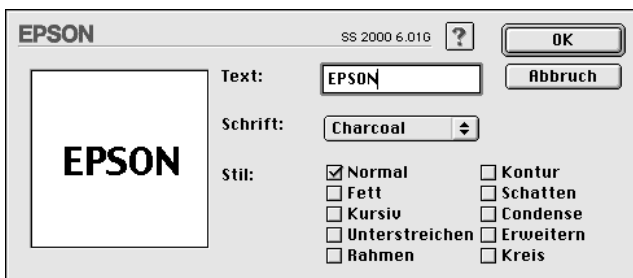 EPSON SS 2000 6.01G ? OK
Text: EPSON Abbruch
Schrift: Charcoal
EPSON
Stil: Normal Kontur
Fett Schatten
Kursiv Condense
Unterstreichen Erweitern
Rahmen Kreis